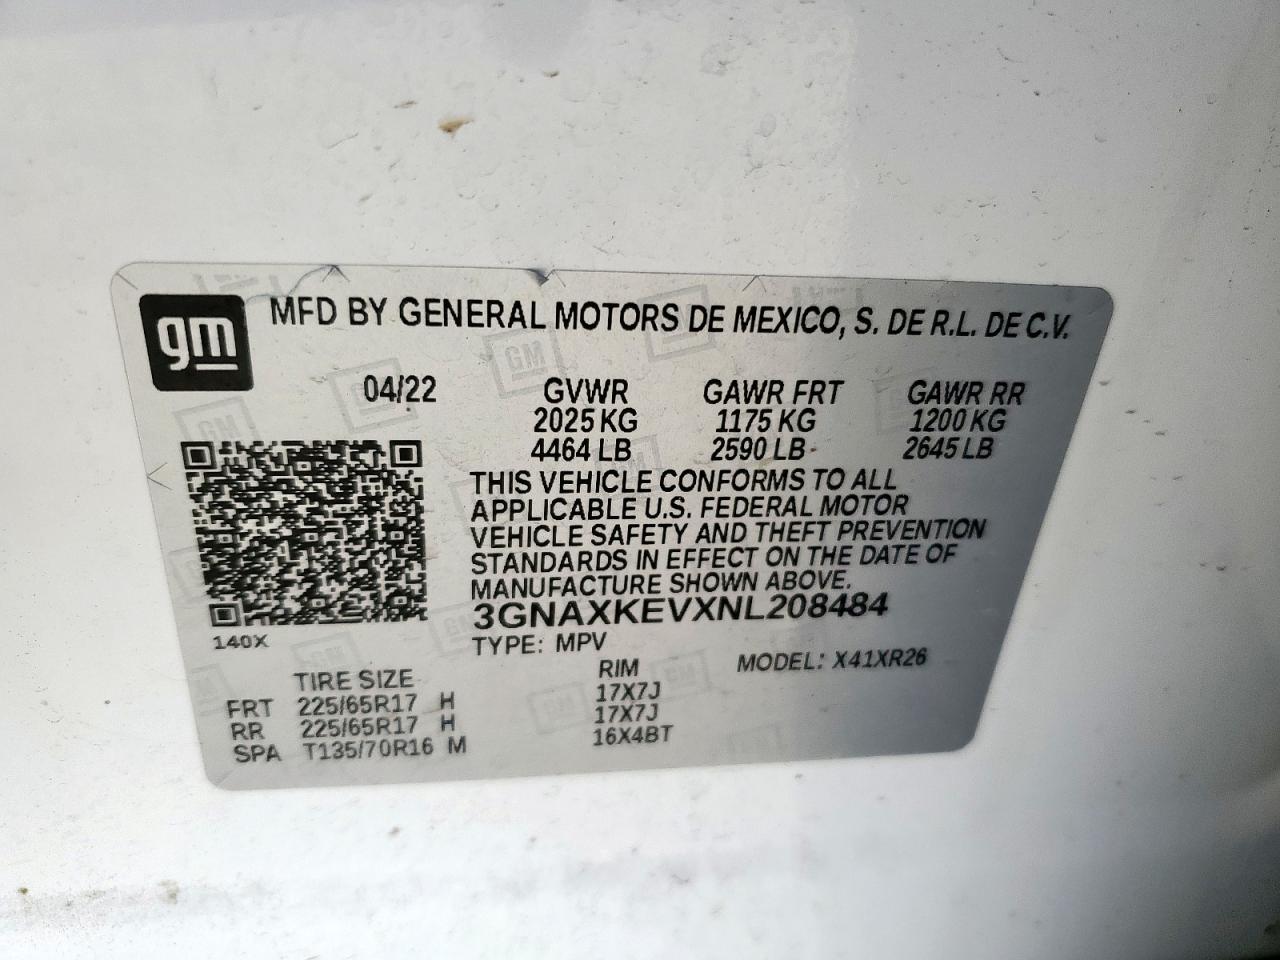 gm
MFD BY GENERAL MOTORS DE MEXICO, S. DE R.L. DE C.V.
04/22 GVWR GAWR FRT GAWR RR
2025 KG 1175 KG 1200 KG
4464 LB 2590 LB 2645 LB
THIS VEHICLE CONFORMS TO ALL
APPLICABLE U.S. FEDERAL MOTOR
VEHICLE SAFETY AND THEFT PREVENTION
STANDARDS IN EFFECT ON THE DATE OF
MANUFACTURE SHOWN ABOVE.
3GNAXKEVXNL208484
140X
TYPE: MPV MODEL: X41XR26
TIRE SIZE RIM
FRT 225/65R17 H 17X7J
RR 225/65R17 H 17X7J
SPA T135/70R16 M 16X4BT